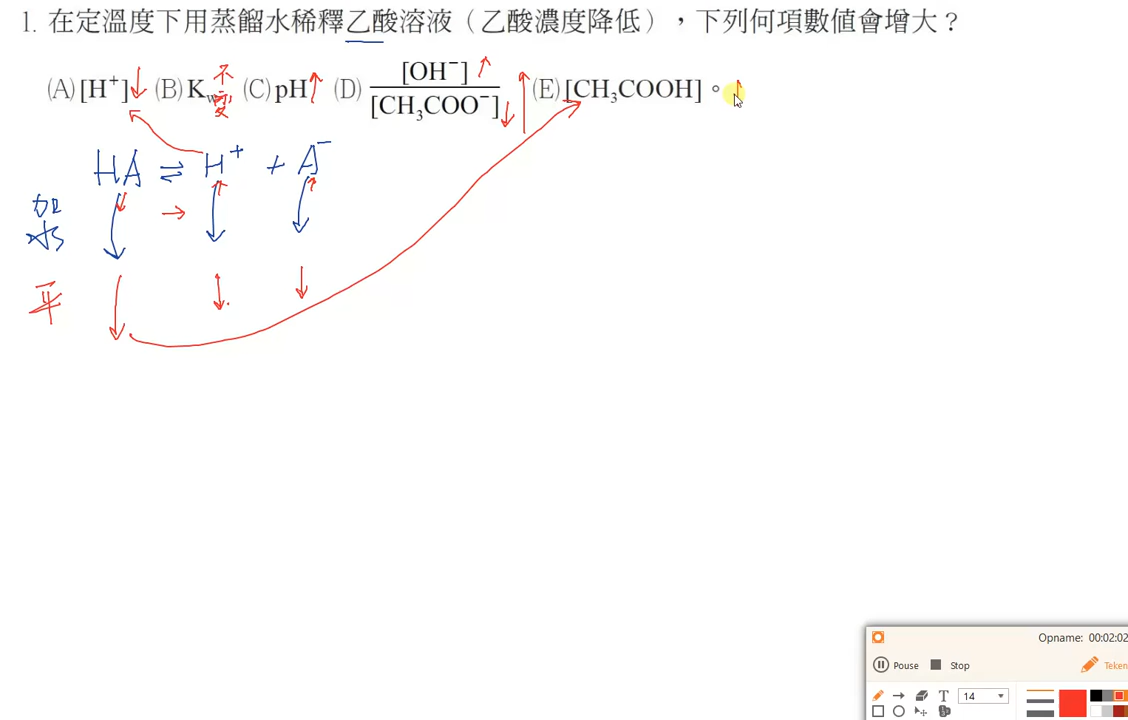 1. 在定溫度下用蒸餾水稀釋乙酸溶液（乙酸濃度降低），下列何項數值會增大？
(A) [H⁺]↓ (B) Kw 不變 (C) pH↑ (D) [OH⁻]↑ / [CH₃COO⁻]↓ ↑ (E) [CH₃COOH]。
HA ⇌ H⁺ + A⁻
加水 ↓ ↓ → ↓ ↑ ↓ ↑
平 ↓ ↓ ↓
Opname: 00:02:02
Pause Stop Teken
T 14